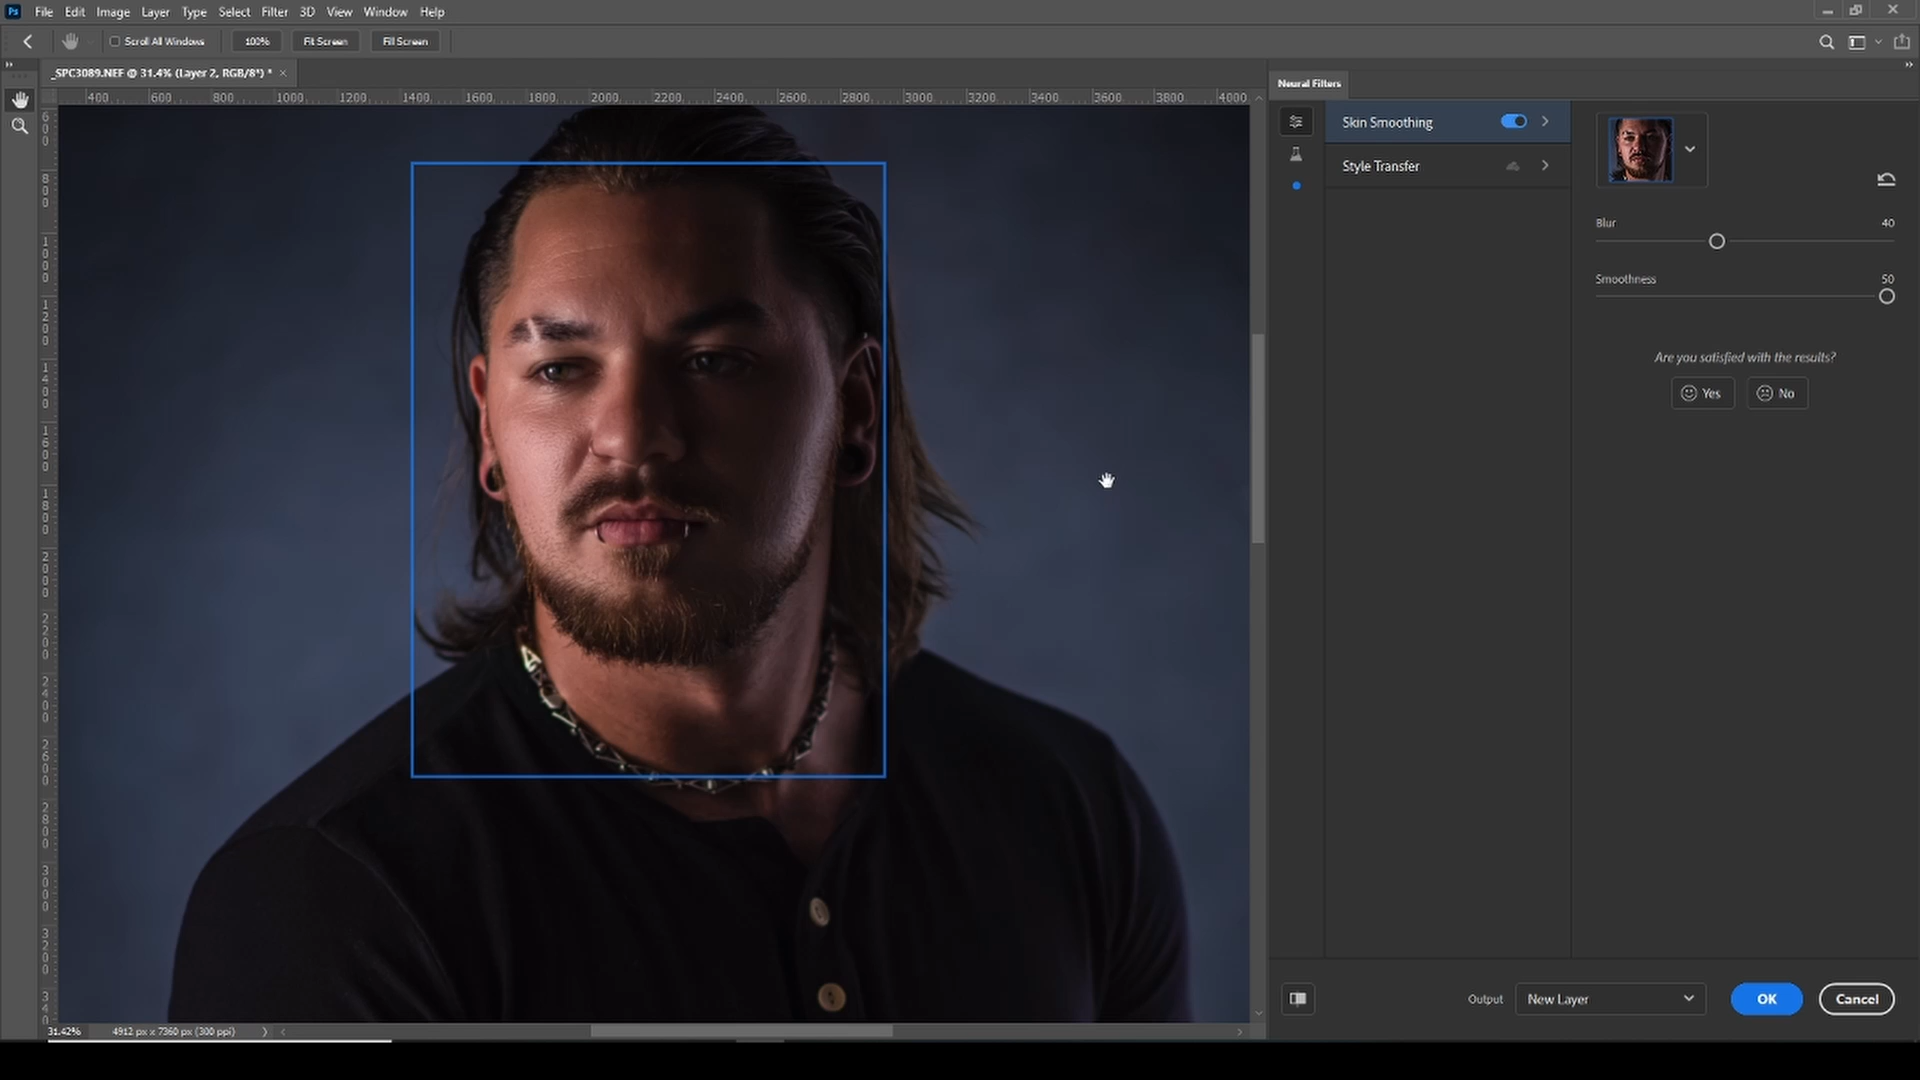 Ps File Edit Image Layer Type Select Filter 3D View Window Help
Scroll All Windows 100% Fit Screen Fill Screen
_SPC3089.NEF @ 31.4% (Layer 2, RGB/8*) * ×
400 600 800 1000 1200 1400 1600 1800 2000 2200 2400 2600 2800 3000 3200 3400 3600 3800 4000
600
800
1000
1200
1400
1600
1800
2000
2200
2400
2600
2800
3000
3200
34
Neural Filters
Skin Smoothing
Style Transfer
Blur 40
Smoothness 50
Are you satisfied with the results?
Yes No
Output New Layer OK Cancel
31.42% 4912 px x 7360 px (300 ppi)